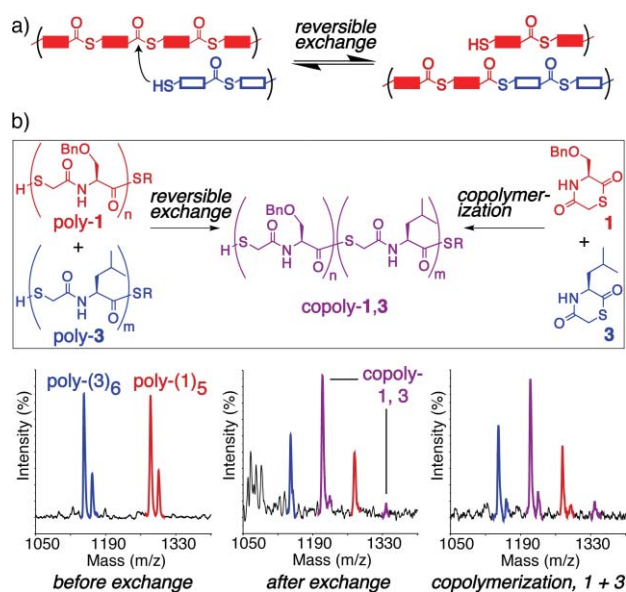 a)
O O O
S S S
reversible
exchange
HS
O
S
HS
O
S
O O O
S S S
b)
BnO
H S N H O O n SR
poly-1
+
H S N H O O m SR
poly-3
reversible
exchange
BnO
H S O N H O n S O N H O m SR
copoly-1,3
copolymer-
ization
BnO
HN O
O S
1
+
HN O
O S
3
poly-(3)6 poly-(1)5
copoly-
1, 3
Intensity (%)
1050 1190 1330
Mass (m/z)
before exchange
Intensity (%)
1050 1190 1330
Mass (m/z)
after exchange
Intensity (%)
1050 1190 1330
Mass (m/z)
copolymerization, 1 + 3